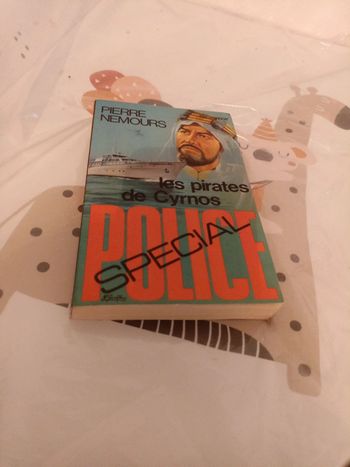 PIERRE
NEMOURS
les pirates
de Cyrnos
POLICE
SPECIAL